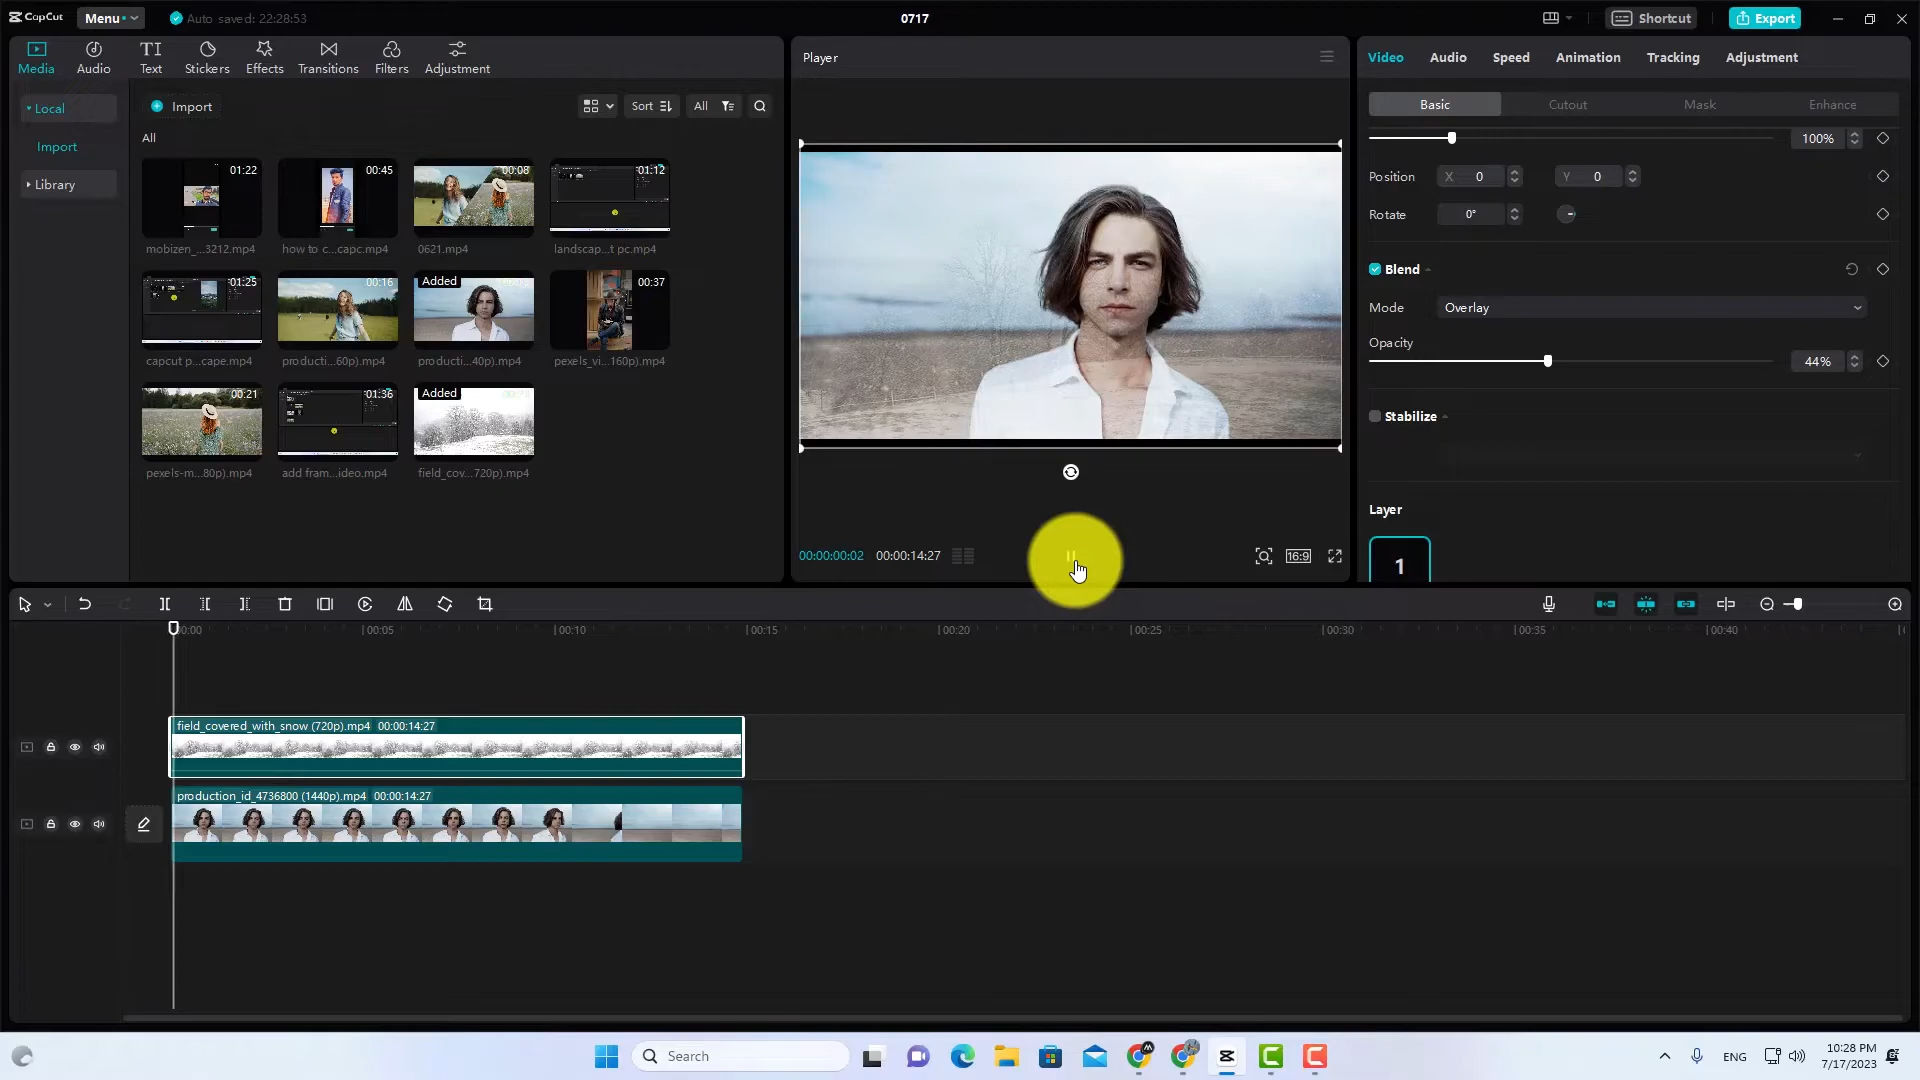 CapCut
Menu
Auto saved: 22:28:53
0717
Shortcut
Export
Media
Audio
Text
Stickers
Effects
Transitions
Filters
Adjustment
Local
Import
Library
Import
Sort
All
All
01:22
mobizen_...3212.mp4
00:45
how to c...capc.mp4
00:08
0621.mp4
01:12
landscap...t pc.mp4
01:25
capcut p...cape.mp4
00:16
producti...60p).mp4
Added
producti...40p).mp4
00:37
pexels_vi...160p).mp4
00:21
pexels-m...80p).mp4
01:36
add fram...ideo.mp4
Added
field_cov...720p).mp4
Player
00:00:00:02
00:00:14:27
16:9
Video
Audio
Speed
Animation
Tracking
Adjustment
Basic
Cutout
Mask
Enhance
100%
Position
X 0
Y 0
Rotate
0°
Blend
Mode
Overlay
Opacity
44%
Stabilize
Layer
1
00:00
00:05
00:10
00:15
00:20
00:25
00:30
00:35
00:40
field_covered_with_snow (720p).mp4 00:00:14:27
production_id_4736800 (1440p).mp4 00:00:14:27
Search
ENG
10:28 PM
7/17/2023